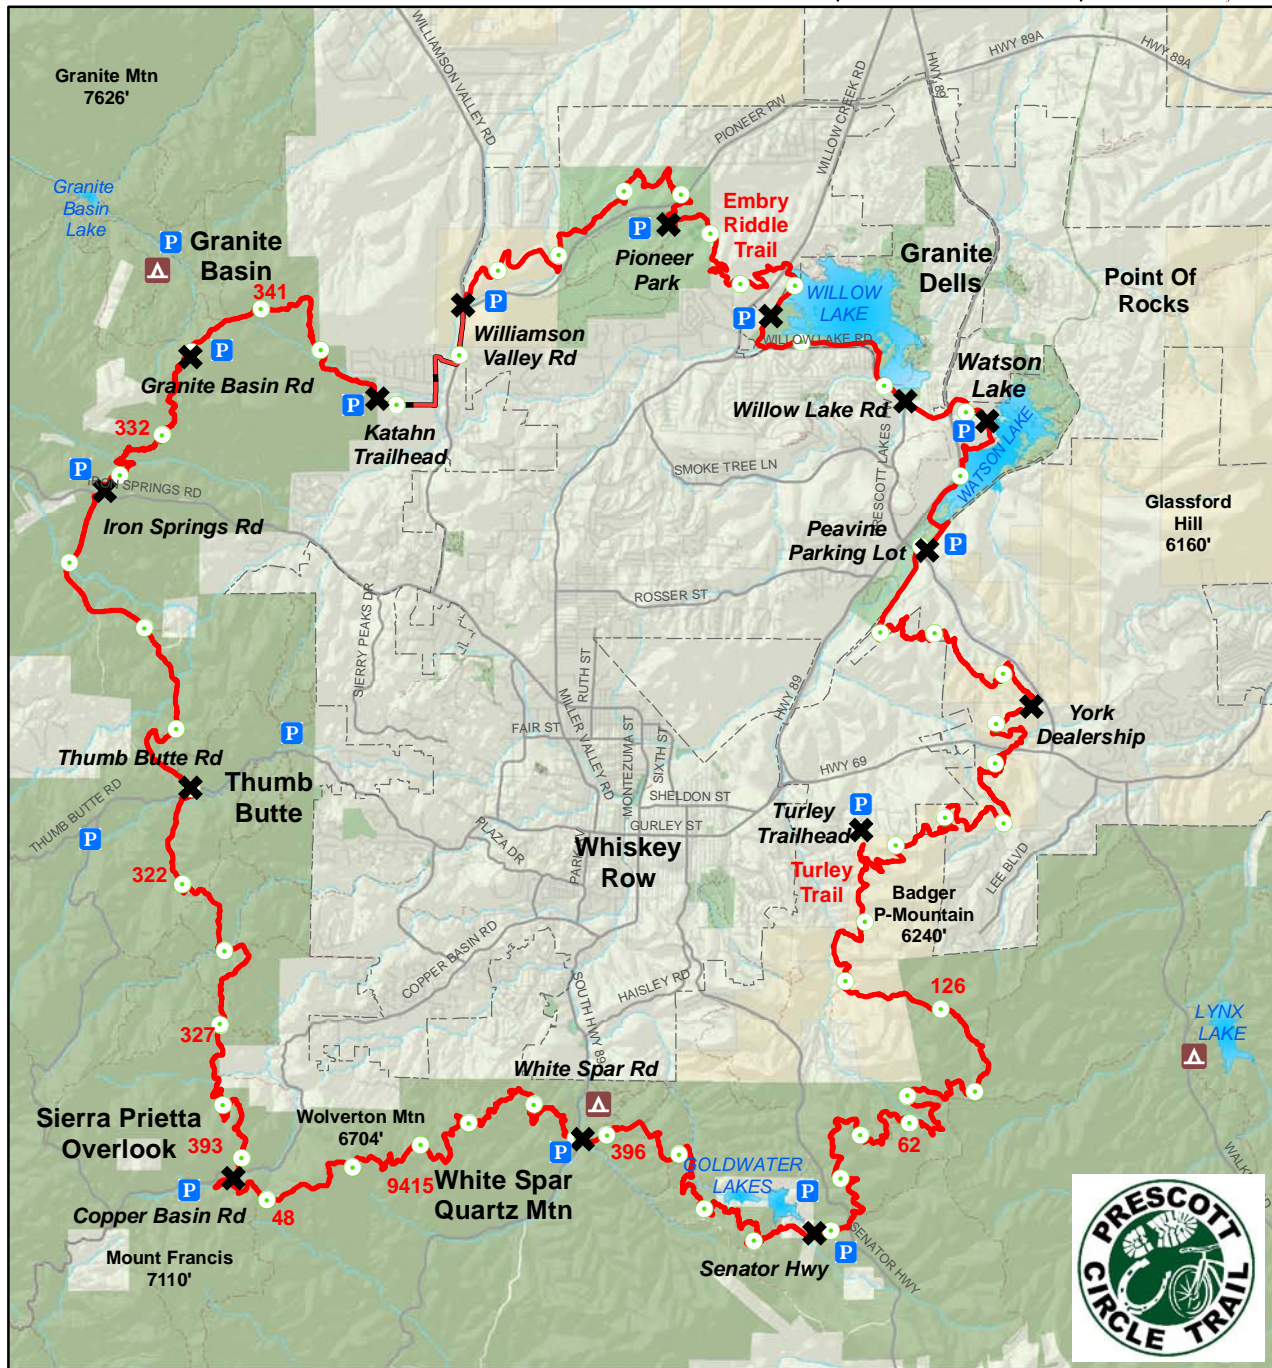 Granite Mtn
7626'
WILLIAMSON VALLEY RD
HWY 89A
HWY 89A
HWY 89
PIONEER PW
WILLOW CREEK RD
Granite
Basin
Lake
P
Granite
Basin
341
P
Pioneer
Park
Embry
Riddle
Trail
Granite
Dells
Point Of
Rocks
P
Williamson
Valley Rd
P
WILLOW
LAKE
WILLOW LAKE RD
P
Granite Basin Rd
Watson
Lake
P
Katahn
Trailhead
Willow Lake Rd
P
WATSON LAKE
332
P
IRON SPRINGS RD
Iron Springs Rd
SMOKE TREE LN
PRESCOTT LAKES
Glassford
Hill
6160'
Peavine
Parking Lot
P
ROSSER ST
SIERRY PEAKS DR
RUTH ST
MILLER VALLEY RD
FAIR ST
MONTEZUMA ST
SIXTH ST
HWY 89
York
Dealership
P
Thumb Butte Rd
Thumb
Butte
THUMB BUTTE RD
P
HWY 69
SHELDON ST
GURLEY ST
PLAZA DR
PARK AV
Whiskey
Row
P
Turley
Trailhead
Turley
Trail
LEE BLVD
Badger
P-Mountain
6240'
322
COPPER BASIN RD
SOUTH HWY 89
HAISLEY RD
126
327
LYNX
LAKE
White Spar Rd
Sierra Prietta
Overlook
Wolverton Mtn
6704'
393
P
396
62
White Spar
Quartz Mtn
9415
GOLDWATER
LAKES
P
P
Copper Basin Rd
48
WALK
Mount Francis
7110'
Senator Hwy
P
SENATOR HWY
PRESCOTT
CIRCLE TRAIL